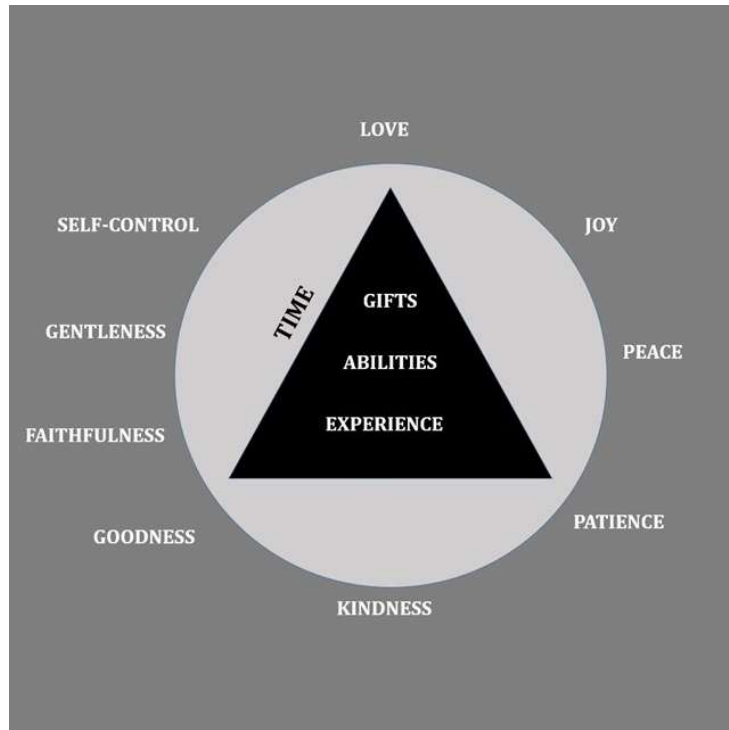 LOVE
SELF-CONTROL
JOY
TIME
GIFTS
GENTLENESS
PEACE
ABILITIES
EXPERIENCE
FAITHFULNESS
PATIENCE
GOODNESS
KINDNESS